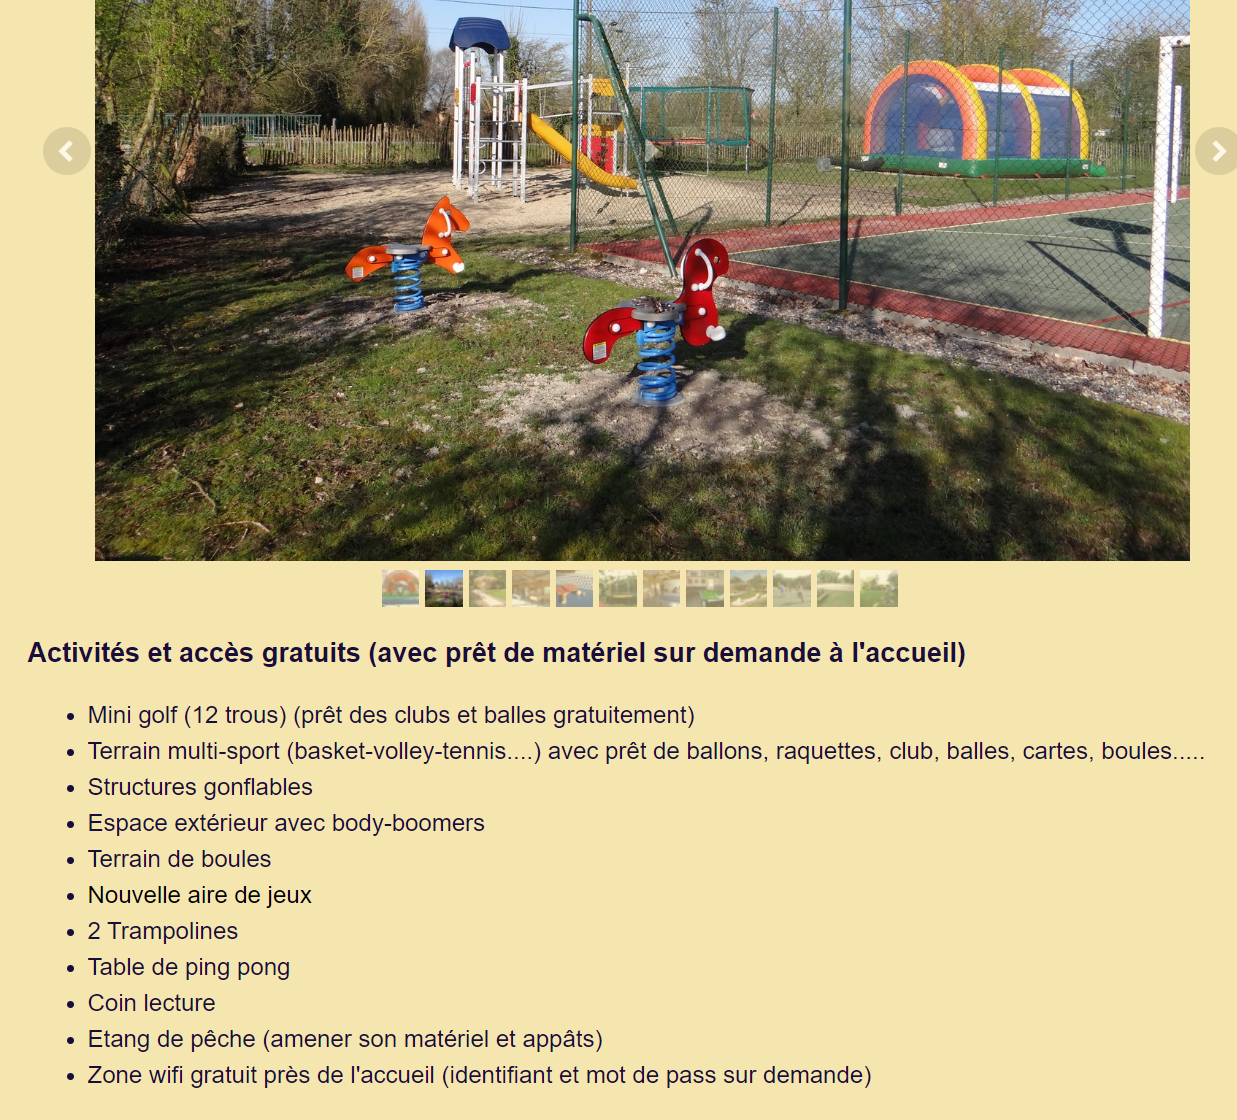 Activités et accès gratuits (avec prêt de matériel sur demande à l'accueil)
Mini golf (12 trous) (prêt des clubs et balles gratuitement)
Terrain multi-sport (basket-volley-tennis....) avec prêt de ballons, raquettes, club, balles, cartes, boules.....
Structures gonflables
Espace extérieur avec body-boomers
Terrain de boules
Nouvelle aire de jeux
2 Trampolines
Table de ping pong
Coin lecture
Etang de pêche (amener son matériel et appâts)
Zone wifi gratuit près de l'accueil (identifiant et mot de pass sur demande)